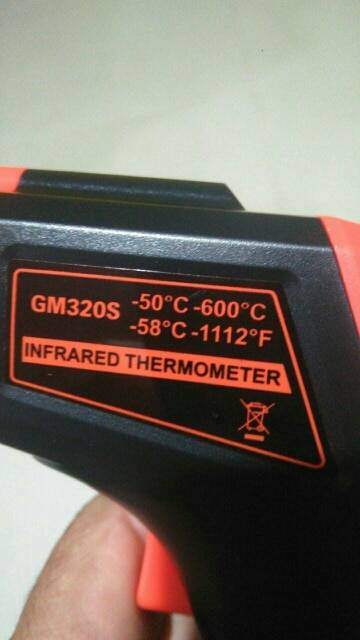 GM320S -50°C -600°C
-58°C -1112°F
INFRARED THERMOMETER